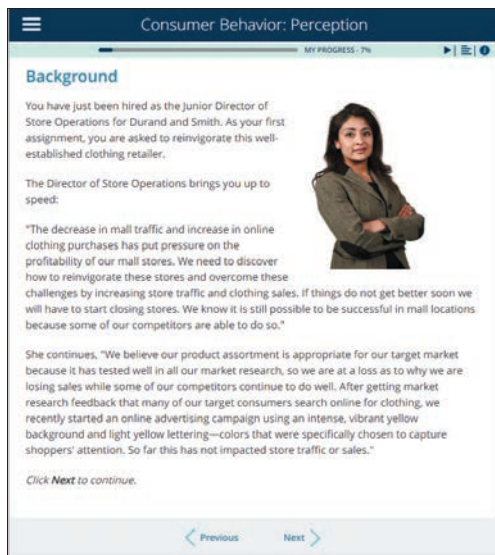 Consumer Behavior: Perception
MY PROGRESS - 7%
Background
You have just been hired as the Junior Director of
Store Operations for Durand and Smith. As your first
assignment, you are asked to reinvigorate this well-
established clothing retailer.
The Director of Store Operations brings you up to
speed:
"The decrease in mall traffic and increase in online
clothing purchases has put pressure on the
profitability of our mall stores. We need to discover
how to reinvigorate these stores and overcome these
challenges by increasing store traffic and clothing sales. If things do not get better soon we
will have to start closing stores. We know it is still possible to be successful in mall locations
because some of our competitors are able to do so."
She continues, "We believe our product assortment is appropriate for our target market
because it has tested well in all our market research, so we are at a loss as to why we are
losing sales while some of our competitors continue to do well. After getting market
research feedback that many of our target consumers search online for clothing, we
recently started an online advertising campaign using an intense, vibrant yellow
background and light yellow lettering—colors that were specifically chosen to capture
shoppers' attention. So far this has not impacted store traffic or sales."
Click Next to continue.
Previous Next